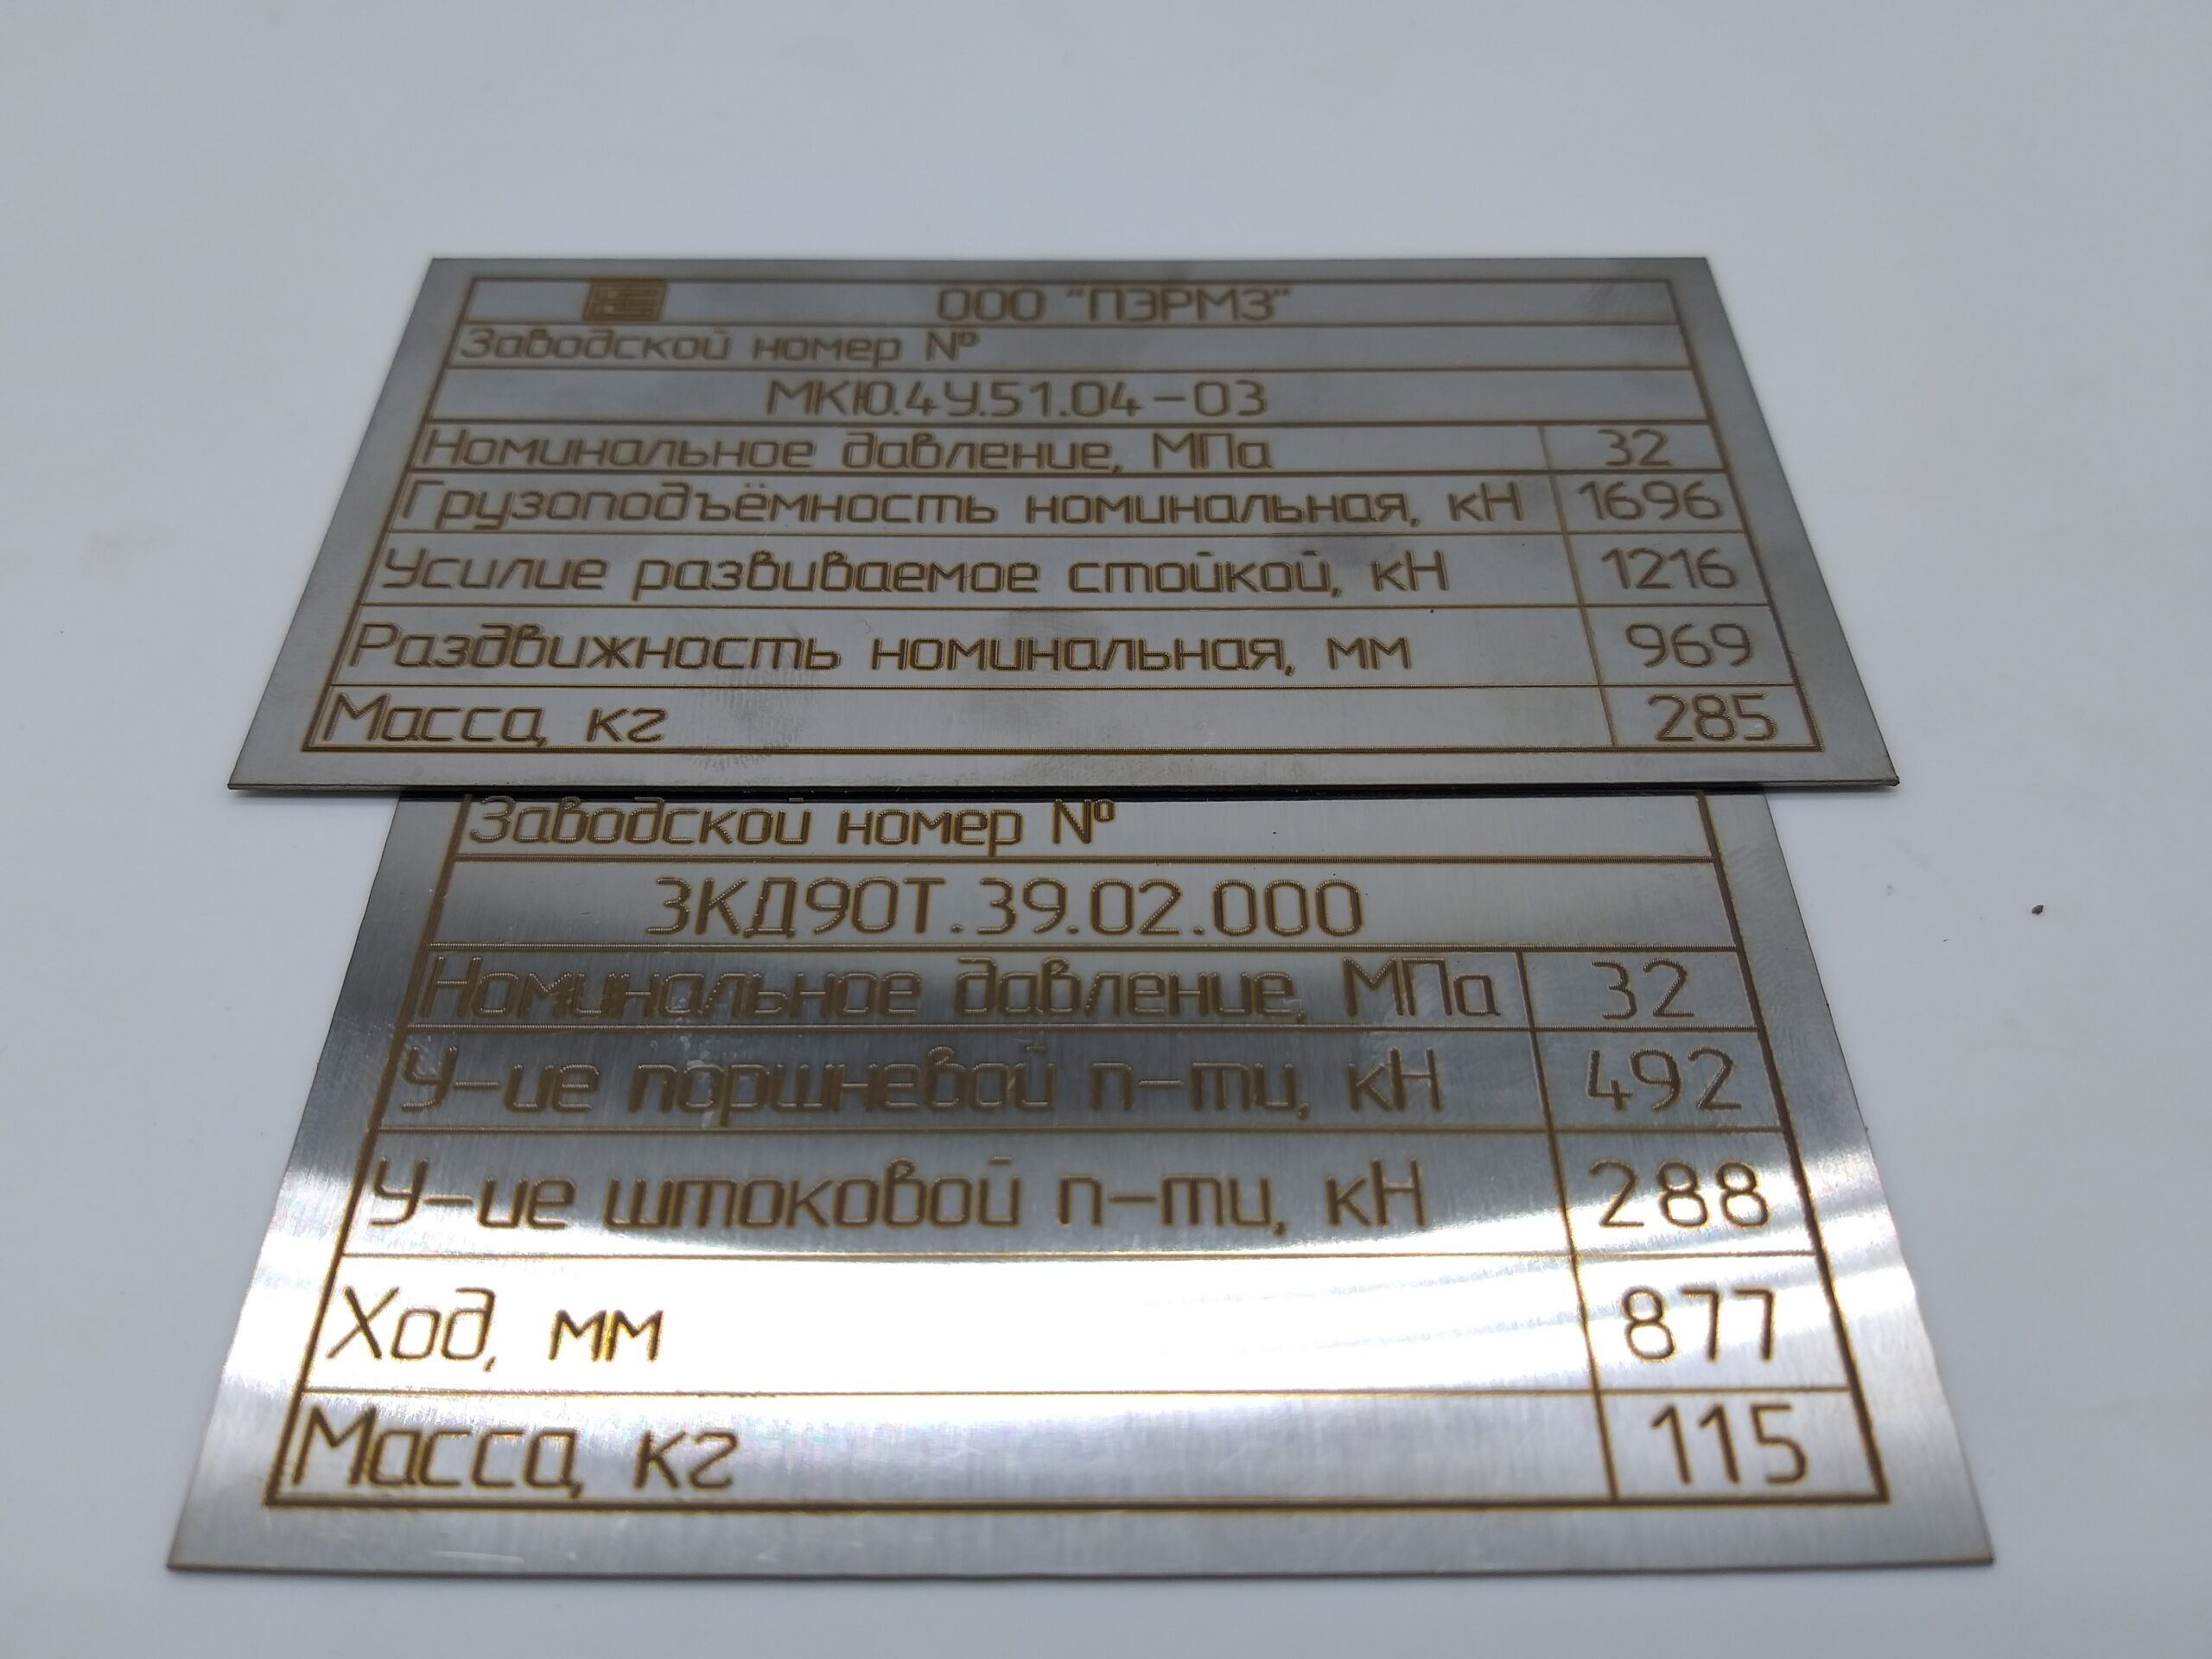 ООО "ПЭРМЗ"
Заводской номер №
МКЮ.4У.51.04-03
Номинальное давление, МПа 32
Грузоподъёмность номинальная, кН 1696
Усилие развиваемое стойкой, кН 1216
Раздвижность номинальная, мм 969
Масса, кг 285
Заводской номер №
3КД90Т.39.02.000
Номинальное давление, МПа 32
У-ие поршневой п-ти, кН 492
У-ие штоковой п-ти, кН 288
Ход, мм 877
Масса, кг 115